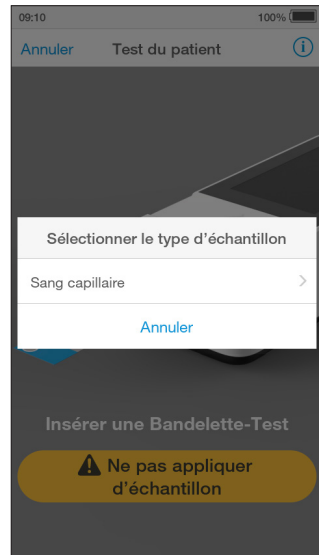 09:10 100%
Annuler Test du patient i
Sélectionner le type d'échantillon
Sang capillaire
Annuler
Insérer une Bandelette-Test
Ne pas appliquer
d'échantillon